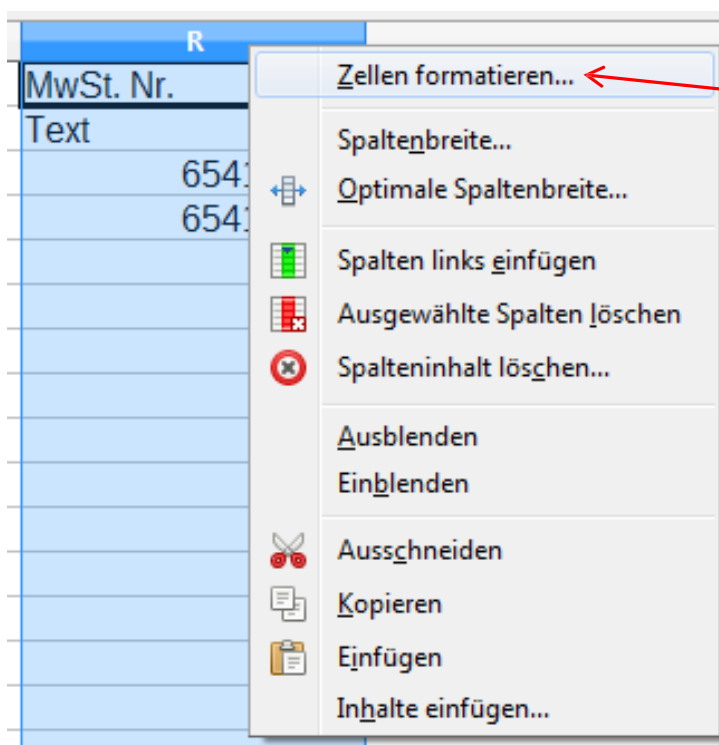 R
MwSt. Nr.
Text
Zellen formatieren...
Spaltenbreite...
Optimale Spaltenbreite...
Spalten links einfügen
Ausgewählte Spalten löschen
Spalteninhalt löschen...
Ausblenden
Einblenden
Ausschneiden
Kopieren
Einfügen
Inhalte einfügen...